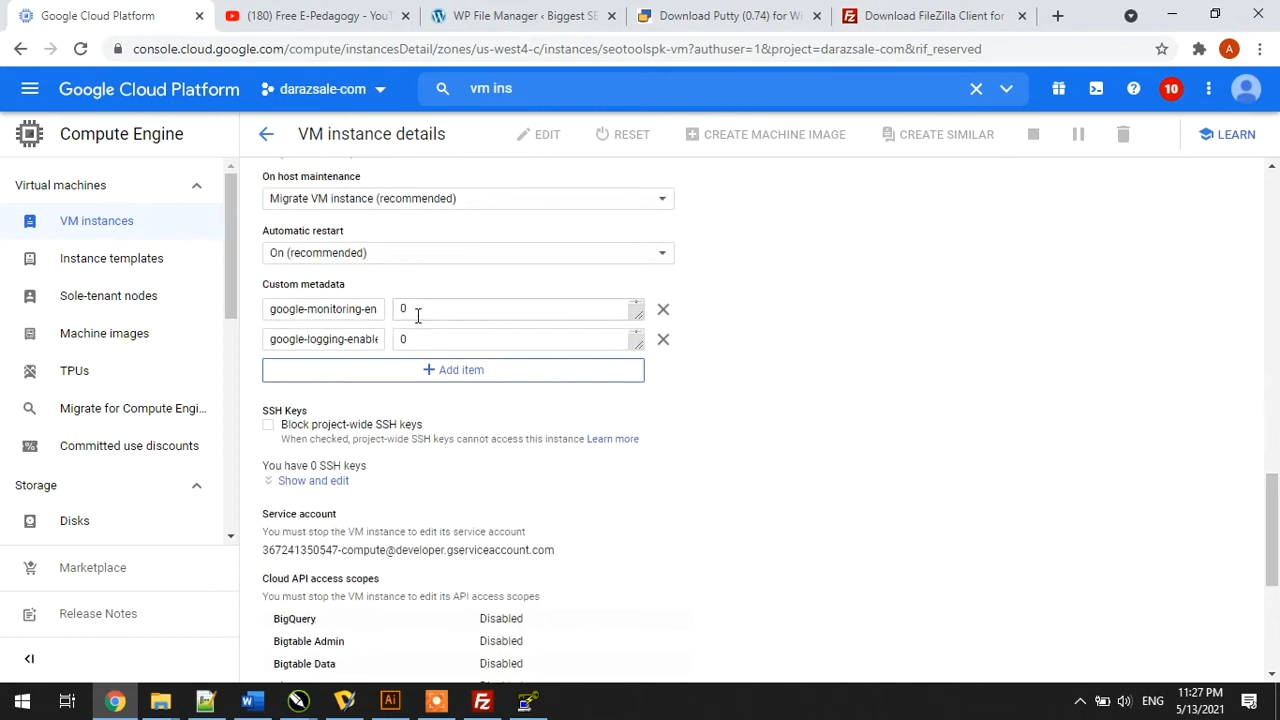 Google Cloud Platform
(180) Free E-Pedagogy - YouT
WP File Manager ‹ Biggest SE
Download Putty (0.74) for Wi
Download FileZilla Client for
console.cloud.google.com/compute/instancesDetail/zones/us-west4-c/instances/seotoolspk-vm?authuser=1&project=darazsale-com&rif_reserved
A
Google Cloud Platform
darazsale-com
vm ins
10
Compute Engine
VM instance details
EDIT
RESET
CREATE MACHINE IMAGE
CREATE SIMILAR
LEARN
Virtual machines
VM instances
Instance templates
Sole-tenant nodes
Machine images
TPUs
Migrate for Compute Engi...
Committed use discounts
Storage
Disks
Marketplace
Release Notes
On host maintenance
Migrate VM instance (recommended)
Automatic restart
On (recommended)
Custom metadata
google-monitoring-en 0
google-logging-enable 0
+ Add item
SSH Keys
Block project-wide SSH keys
When checked, project-wide SSH keys cannot access this instance Learn more
You have 0 SSH keys
Show and edit
Service account
You must stop the VM instance to edit its service account
367241350547-compute@developer.gserviceaccount.com
Cloud API access scopes
You must stop the VM instance to edit its API access scopes
BigQuery Disabled
Bigtable Admin Disabled
Bigtable Data Disabled
ENG
11:27 PM
5/13/2021